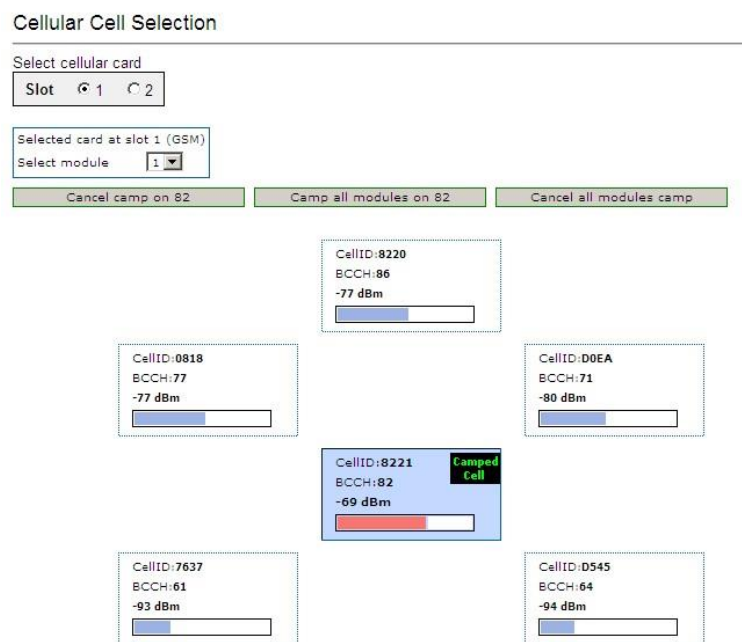 Cellular Cell Selection
Select cellular card
Slot 1 2
Selected card at slot 1 (GSM)
Select module 1
Cancel camp on 82 Camp all modules on 82 Cancel all modules camp
CellID:8220
BCCH:86
-77 dBm
CellID:0818
BCCH:77
-77 dBm
CellID:D0EA
BCCH:71
-80 dBm
CellID:8221
BCCH:82
-69 dBm
Camped
Cell
CellID:7637
BCCH:61
-93 dBm
CellID:D545
BCCH:64
-94 dBm